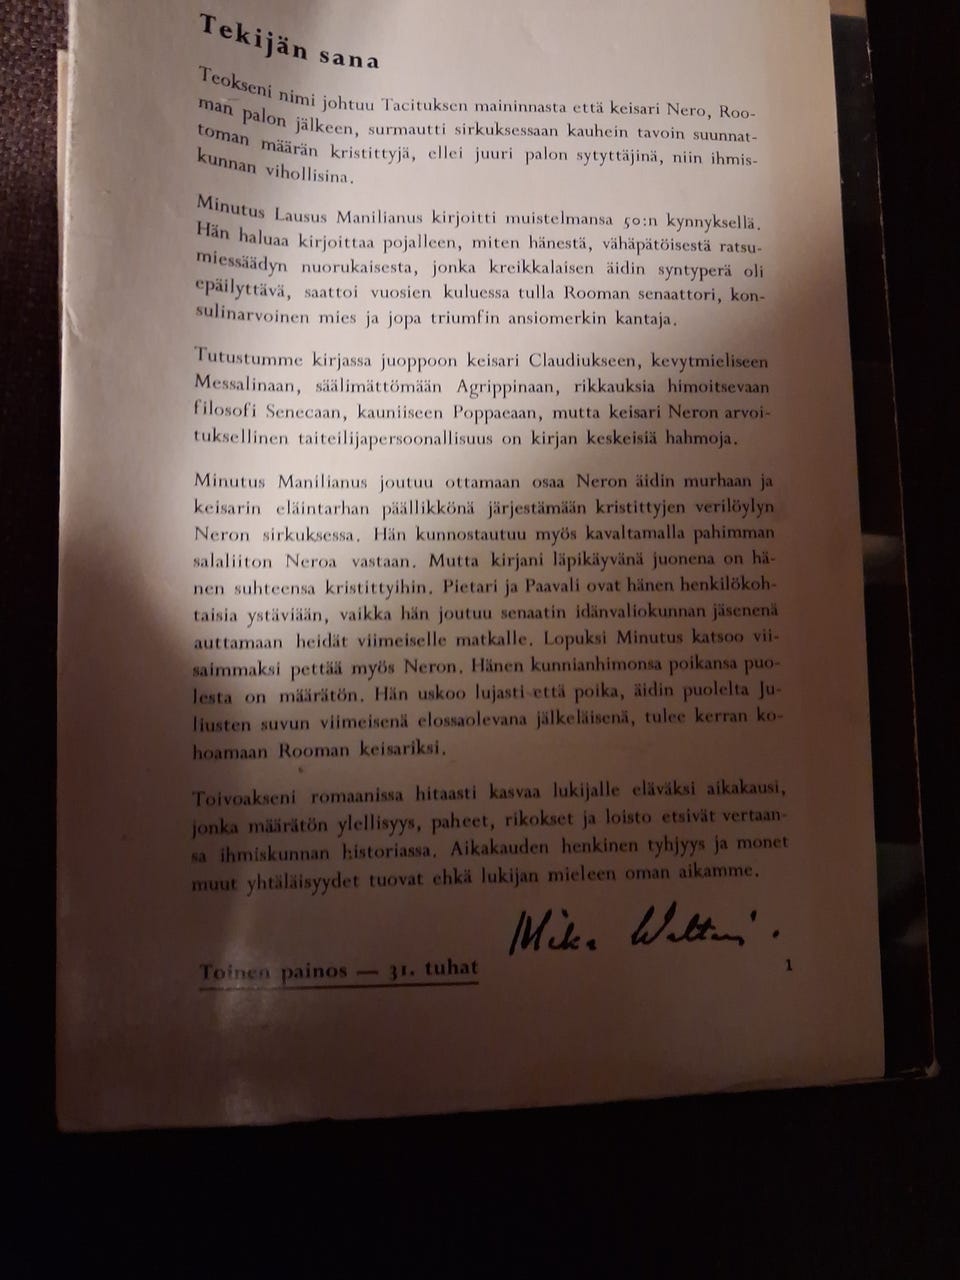 Tekijän sana
Teokseni nimi johtuu Tacituksen maininnasta että keisari Nero, Roo-
man palon jälkeen, surmautti sirkuksessaan kauhein tavoin suunnat-
toman määrän kristittyjä, ellei juuri palon sytyttäjinä, niin ihmis-
kunnan vihollisina.
Minutus Lausus Manilianus kirjoitti muistelmansa 50:n kynnyksellä.
Hän haluaa kirjoittaa pojalleen, miten hänestä, vähäpätöisestä ratsu-
miessäädyn nuorukaisesta, jonka kreikkalaisen äidin syntyperä oli
epäilyttävä, saattoi vuosien kuluessa tulla Rooman senaattori, kon-
sulinarvoinen mies ja jopa triumfin ansiomerkin kantaja.
Tutustumme kirjassa juoppoon keisari Claudiukseen, kevytmieliseen
Messalinaan, säälimättömään Agrippinaan, rikkauksia himoitsevaan
filosofi Senecaan, kauniiseen Poppaeaan, mutta keisari Neron arvoi-
tuksellinen taiteilijapersoonallisuus on kirjan keskeisiä hahmoja.
Minutus Manilianus joutuu ottamaan osaa Neron äidin murhaan ja
keisarin eläintarhan päällikkönä järjestämään kristittyjen verilöylyn
Neron sirkuksessa. Hän kunnostautuu myös kavaltamalla pahimman
salaliiton Neroa vastaan. Mutta kirjani läpikäyvänä juonena on hä-
nen suhteensa kristittyihin. Pietari ja Paavali ovat hänen henkilökoh-
taisia ystäviään, vaikka hän joutuu senaatin idänvaliokunnan jäsenenä
auttamaan heidät viimeiselle matkalle. Lopuksi Minutus katsoo vii-
saimmaksi pettää myös Neron. Hänen kunnianhimonsa poikansa puo-
lesta on määrätön. Hän uskoo lujasti että poika, äidin puolelta Ju-
liusten suvun viimeisenä elossaolevana jälkeläisenä, tulee kerran ko-
hoamaan Rooman keisariksi.
Toivoakseni romaanissa hitaasti kasvaa lukijalle eläväksi aikakausi,
jonka määrätön ylellisyys, paheet, rikokset ja loisto etsivät vertaan-
sa ihmiskunnan historiassa. Aikakauden henkinen tyhjyys ja monet
muut yhtäläisyydet tuovat ehkä lukijan mieleen oman aikamme.
Mika Waltari.
Toinen painos — 31. tuhat
1